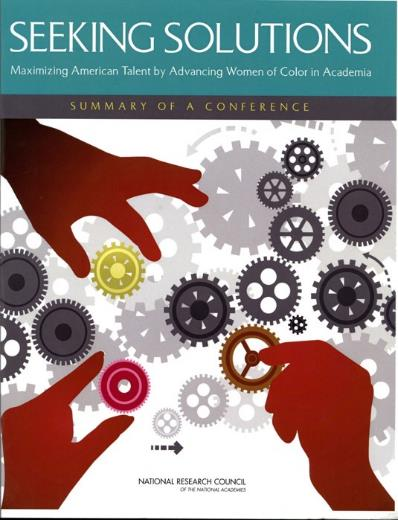 SEEKING SOLUTIONS
Maximizing American Talent by Advancing Women of Color in Academia
SUMMARY OF A CONFERENCE
NATIONAL RESEARCH COUNCIL
OF THE NATIONAL ACADEMIES